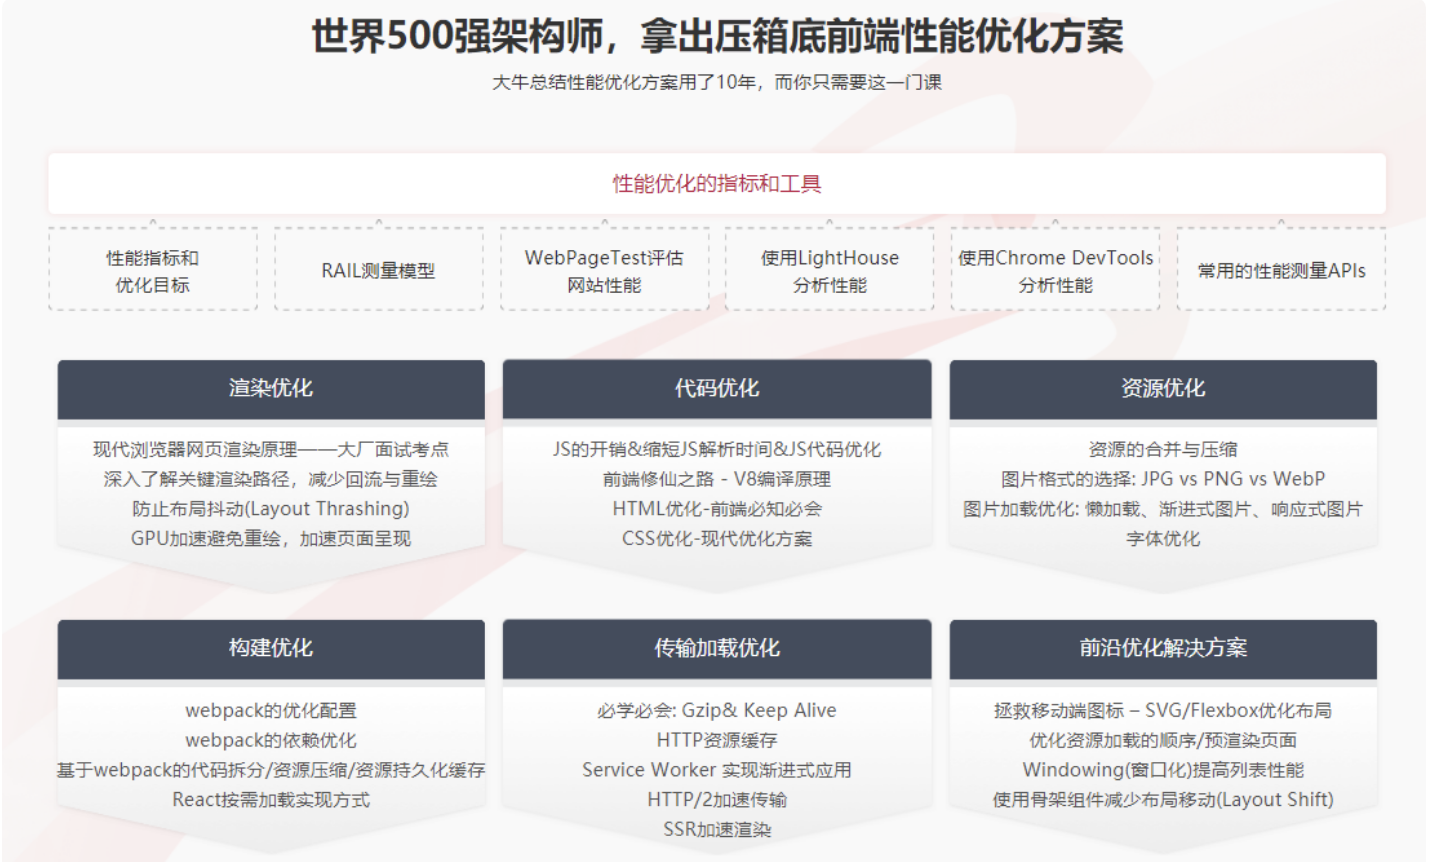 世界500强架构师，拿出压箱底前端性能优化方案
大牛总结性能优化方案用了10年，而你只需要这一门课
性能优化的指标和工具
性能指标和
优化目标
RAIL测量模型
WebPageTest评估
网站性能
使用LightHouse
分析性能
使用Chrome DevTools
分析性能
常用的性能测量APIs
渲染优化
现代浏览器网页渲染原理——大厂面试考点
深入了解关键渲染路径，减少回流与重绘
防止布局抖动(Layout Thrashing)
GPU加速避免重绘，加速页面呈现
代码优化
JS的开销&缩短JS解析时间&JS代码优化
前端修仙之路 - V8编译原理
HTML优化-前端必知必会
CSS优化-现代优化方案
资源优化
资源的合并与压缩
图片格式的选择: JPG vs PNG vs WebP
图片加载优化: 懒加载、渐进式图片、响应式图片
字体优化
构建优化
webpack的优化配置
webpack的依赖优化
基于webpack的代码拆分/资源压缩/资源持久化缓存
React按需加载实现方式
传输加载优化
必学必会: Gzip& Keep Alive
HTTP资源缓存
Service Worker 实现渐进式应用
HTTP/2加速传输
SSR加速渲染
前沿优化解决方案
拯救移动端图标 – SVG/Flexbox优化布局
优化资源加载的顺序/预渲染页面
Windowing(窗口化)提高列表性能
使用骨架组件减少布局移动(Layout Shift)